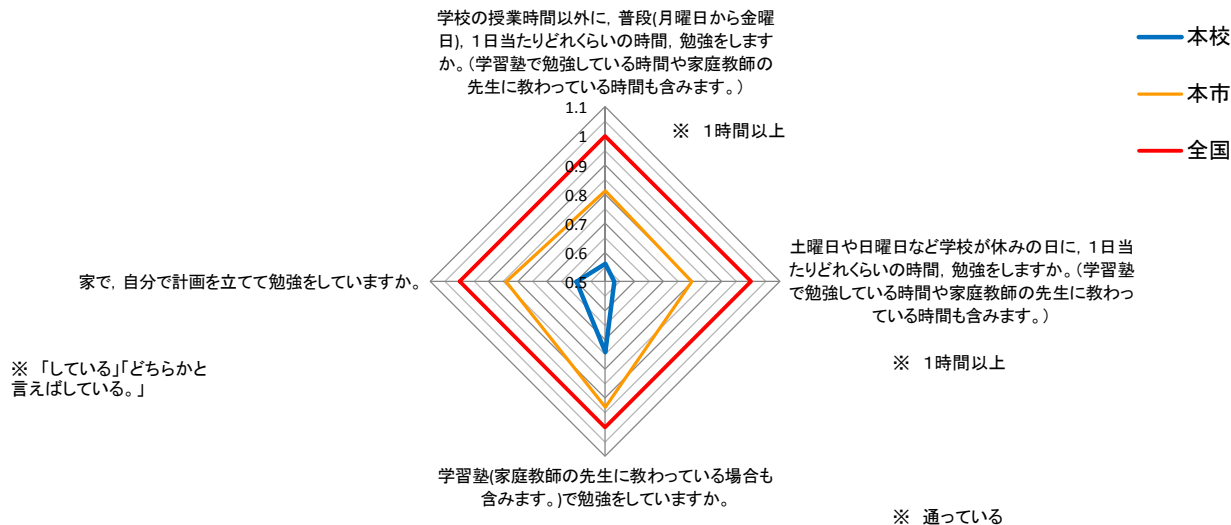 学校の授業時間以外に，普段(月曜日から金曜
日)，1日当たりどれくらいの時間，勉強をします
か。（学習塾で勉強している時間や家庭教師の
先生に教わっている時間も含みます。）
※　1時間以上
本校
本市
全国
1.1
1
0.9
0.8
0.7
0.6
0.5
土曜日や日曜日など学校が休みの日に，1日当
たりどれくらいの時間，勉強をしますか。（学習塾
で勉強している時間や家庭教師の先生に教わっ
ている時間も含みます。）
※　1時間以上
家で，自分で計画を立てて勉強をしていますか。
※　「している」「どちらかと
言えばしている。」
学習塾(家庭教師の先生に教わっている場合も
含みます。)で勉強をしていますか。
※　通っている